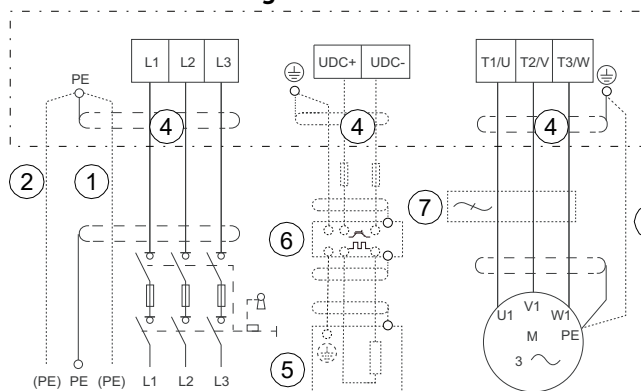 L1 L2 L3
UDC+ UDC-
T1/U T2/V T3/W
PE
4
4
4
2
1
7
6
U1 V1 W1
M PE
3
5
(PE) PE (PE) L1 L2 L3